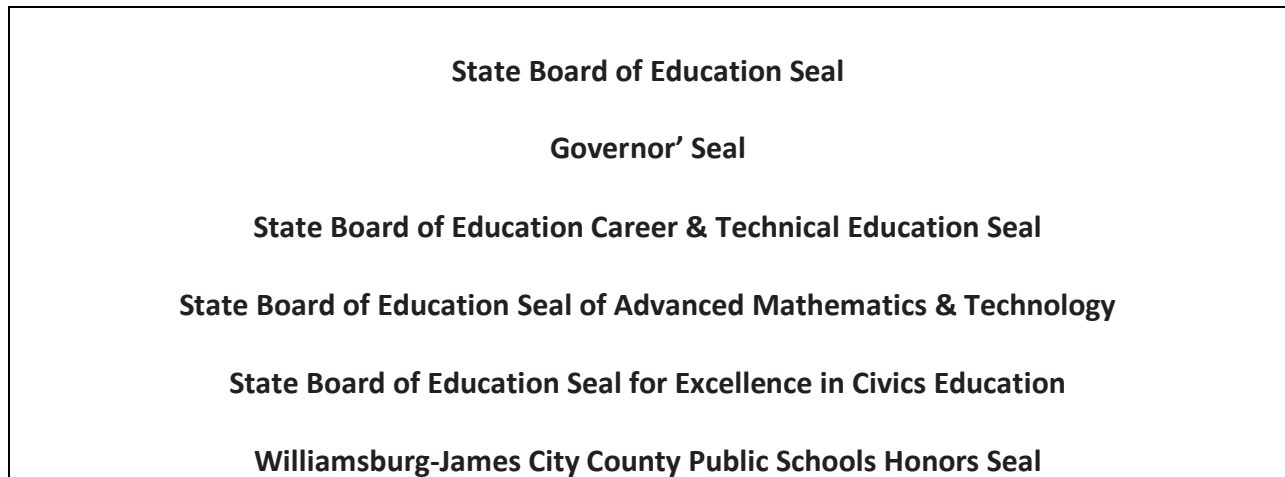 State Board of Education Seal
Governor’ Seal
State Board of Education Career & Technical Education Seal
State Board of Education Seal of Advanced Mathematics & Technology
State Board of Education Seal for Excellence in Civics Education
Williamsburg-James City County Public Schools Honors Seal